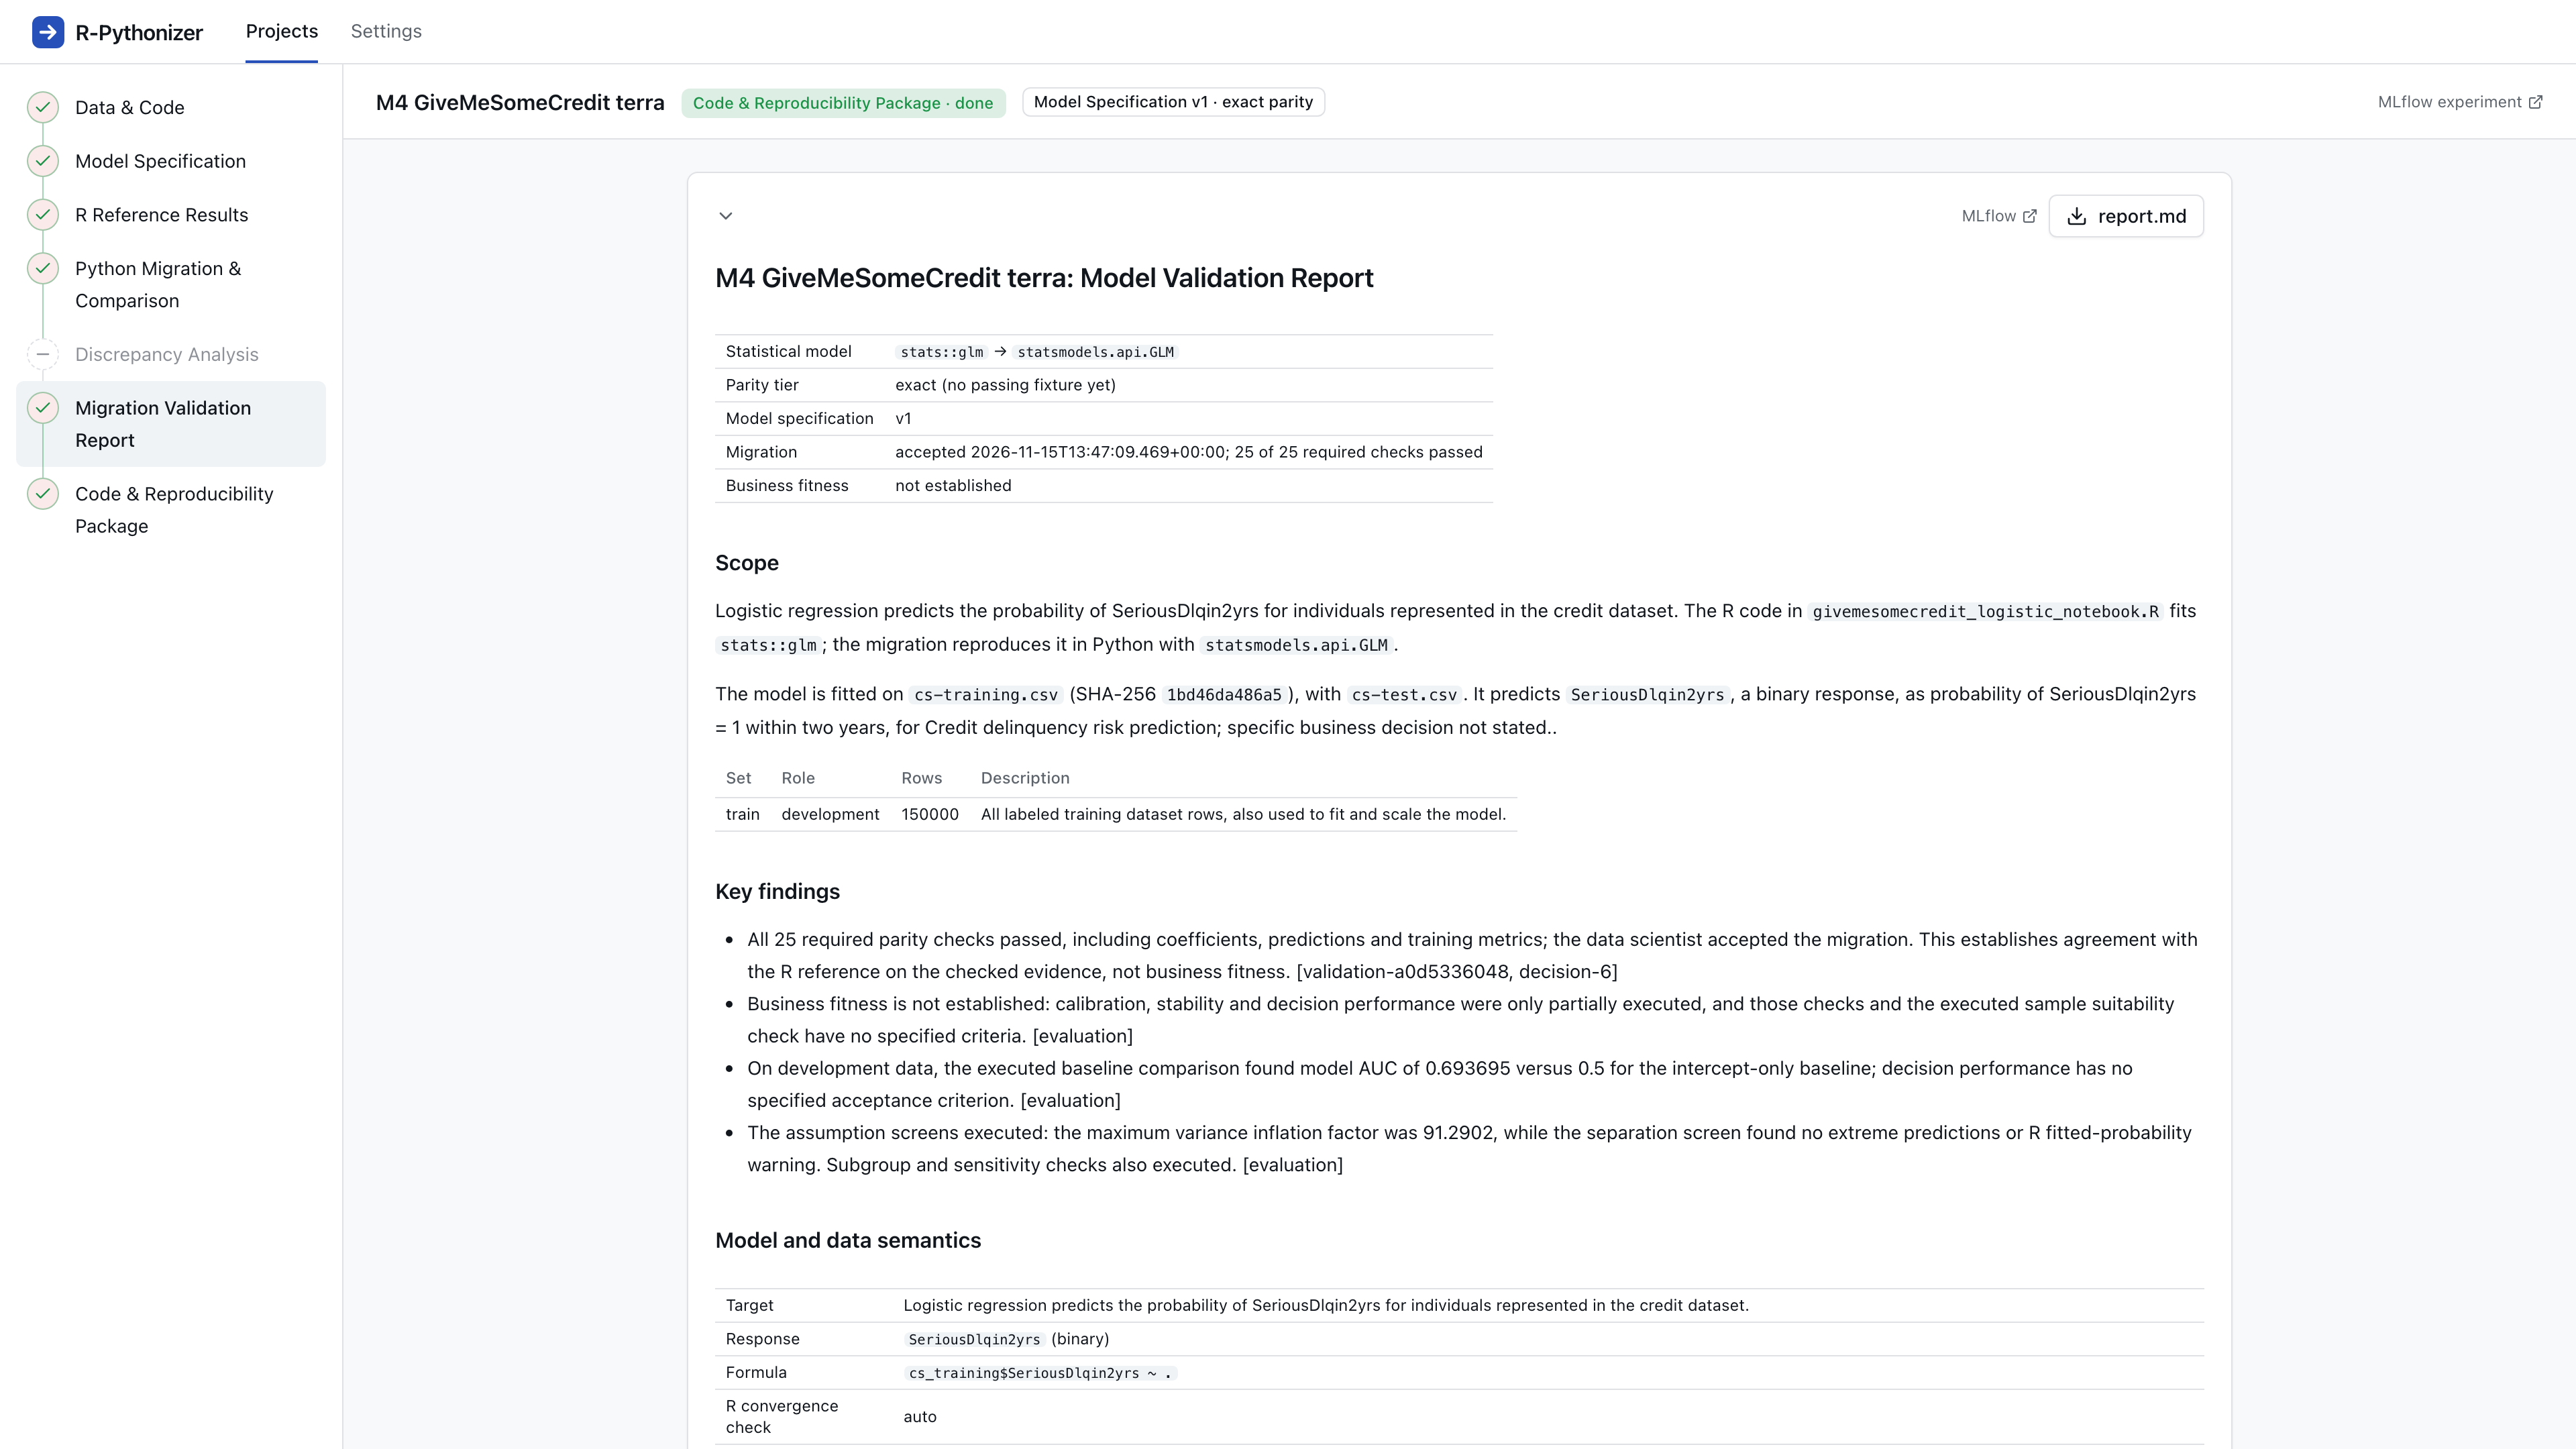 R-Pythonizer
Projects
Settings
Data & Code
Model Specification
R Reference Results
Python Migration &
Comparison
Discrepancy Analysis
Migration Validation
Report
Code & Reproducibility
Package
M4 GiveMeSomeCredit terra
Code & Reproducibility Package · done
Model Specification v1 · exact parity
MLflow experiment
MLflow
report.md
M4 GiveMeSomeCredit terra: Model Validation Report
Statistical model stats::glm → statsmodels.api.GLM
Parity tier exact (no passing fixture yet)
Model specification v1
Migration accepted 2026-11-15T13:47:09.469+00:00; 25 of 25 required checks passed
Business fitness not established
Scope
Logistic regression predicts the probability of SeriousDlqin2yrs for individuals represented in the credit dataset. The R code in givemesomecredit_logistic_notebook.R fits
stats::glm; the migration reproduces it in Python with statsmodels.api.GLM.
The model is fitted on cs-training.csv (SHA-256 1bd46da486a5), with cs-test.csv. It predicts SeriousDlqin2yrs, a binary response, as probability of SeriousDlqin2yrs
= 1 within two years, for Credit delinquency risk prediction; specific business decision not stated..
Set Role Rows Description
train development 150000 All labeled training dataset rows, also used to fit and scale the model.
Key findings
• All 25 required parity checks passed, including coefficients, predictions and training metrics; the data scientist accepted the migration. This establishes agreement with
the R reference on the checked evidence, not business fitness. [validation-a0d5336048, decision-6]
• Business fitness is not established: calibration, stability and decision performance were only partially executed, and those checks and the executed sample suitability
check have no specified criteria. [evaluation]
• On development data, the executed baseline comparison found model AUC of 0.693695 versus 0.5 for the intercept-only baseline; decision performance has no
specified acceptance criterion. [evaluation]
• The assumption screens executed: the maximum variance inflation factor was 91.2902, while the separation screen found no extreme predictions or R fitted-probability
warning. Subgroup and sensitivity checks also executed. [evaluation]
Model and data semantics
Target Logistic regression predicts the probability of SeriousDlqin2yrs for individuals represented in the credit dataset.
Response SeriousDlqin2yrs (binary)
Formula cs_training$SeriousDlqin2yrs ~ .
R convergence
check auto